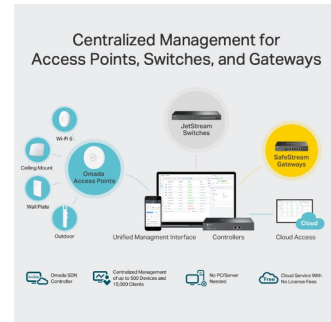 Centralized Management for
Access Points, Switches, and Gateways
Wi-Fi 6
Ceiling Mount
Wall Plate
Outdoor
Omada
Access Points
JetStream
Switches
SafeStream
Gateways
Unified Managment Interface
Controllers
Cloud Access
Cloud
Omada SDN
Controller
Centralized Management
of up to 500 Devices and
15,000 Clients
No PC/Server
Needed
Free
Cloud Service With
No License Fees